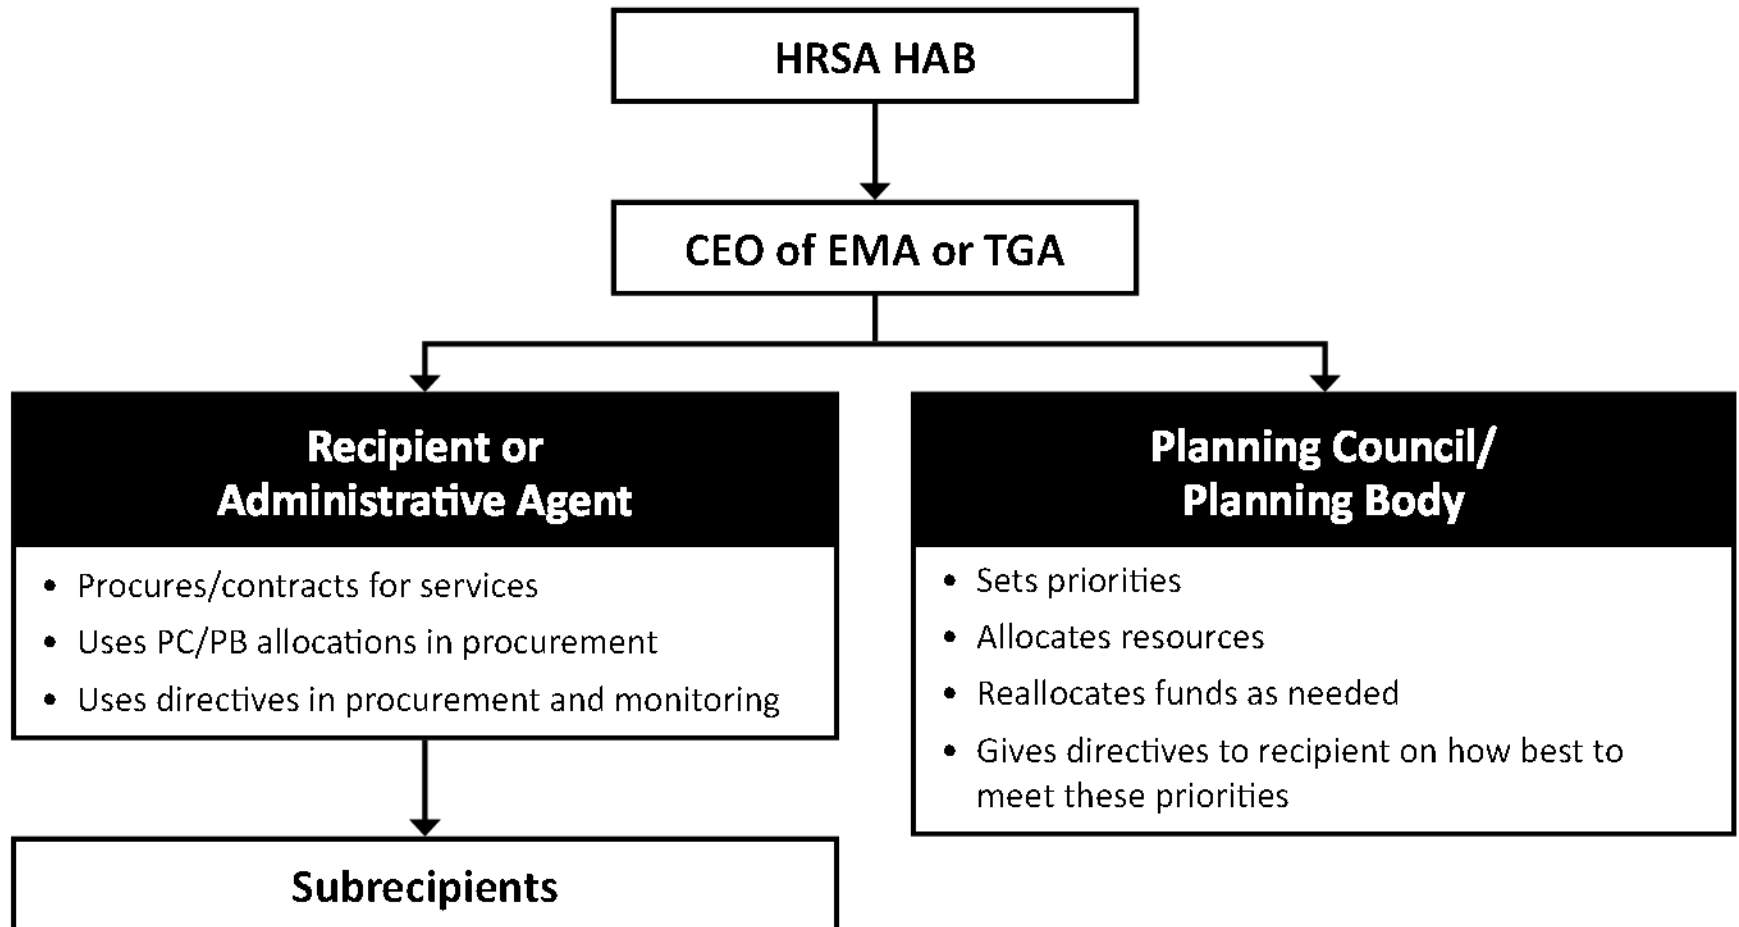 HRSA HAB
CEO of EMA or TGA
Recipient or
Administrative Agent
• Procures/contracts for services
• Uses PC/PB allocations in procurement
• Uses directives in procurement and monitoring
Planning Council/
Planning Body
• Sets priorities
• Allocates resources
• Reallocates funds as needed
• Gives directives to recipient on how best to
meet these priorities
Subrecipients